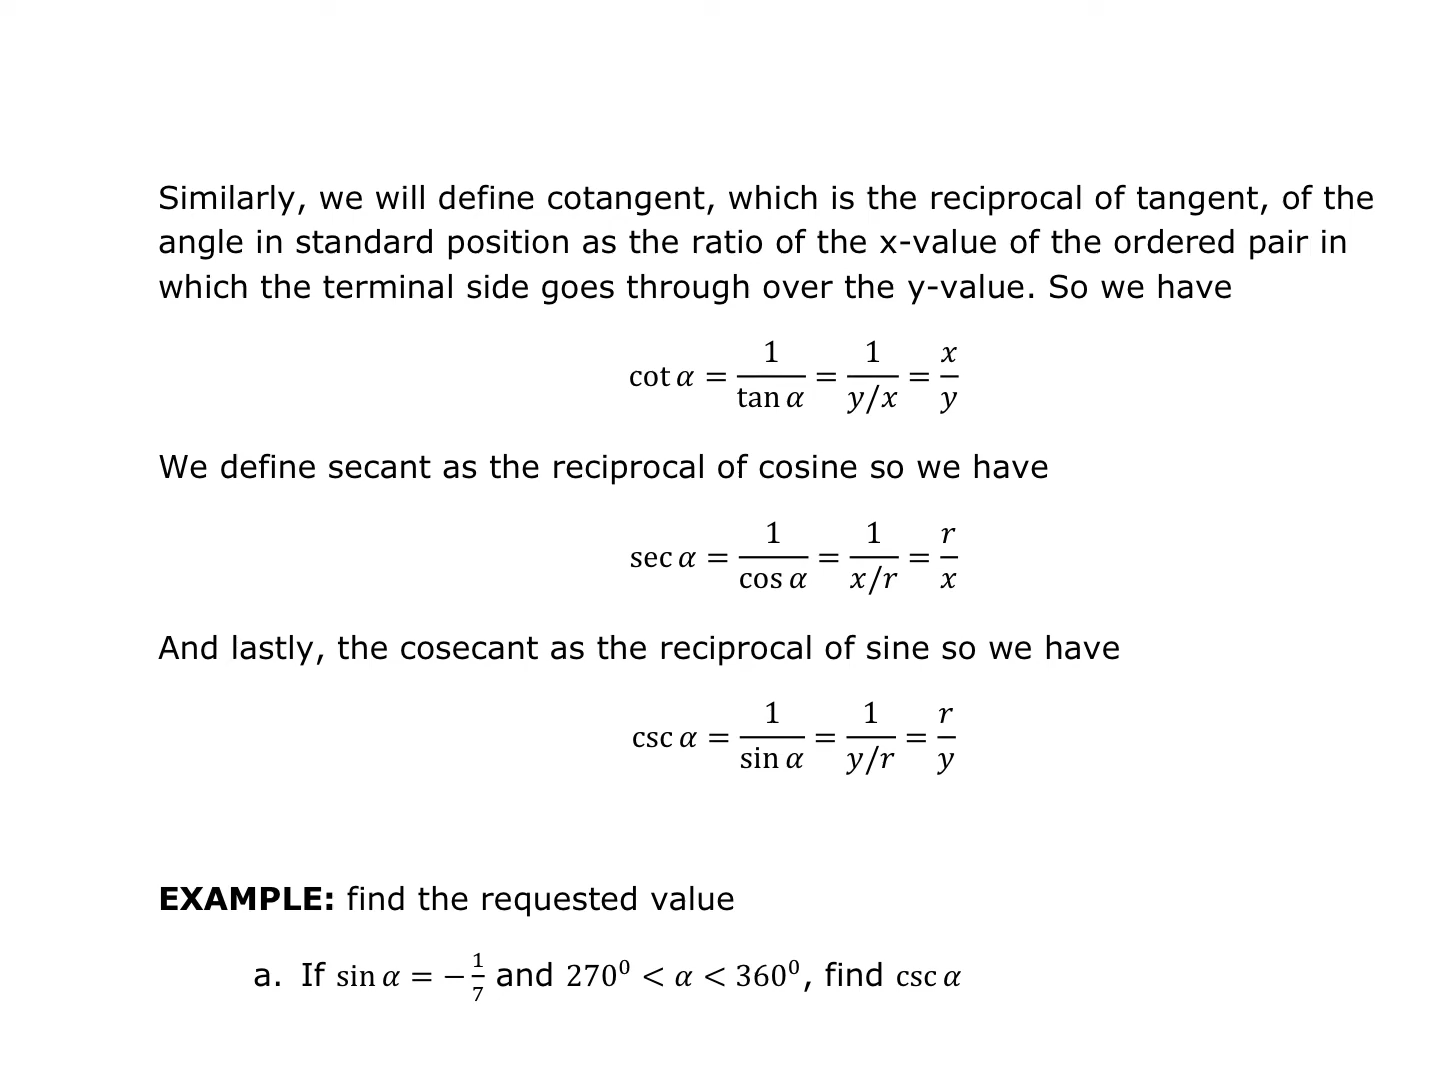 Similarly, we will define cotangent, which is the reciprocal of tangent, of the
angle in standard position as the ratio of the x-value of the ordered pair in
which the terminal side goes through over the y-value. So we have
cot α = 1/tan α = 1/(y/x) = x/y
We define secant as the reciprocal of cosine so we have
sec α = 1/cos α = 1/(x/r) = r/x
And lastly, the cosecant as the reciprocal of sine so we have
csc α = 1/sin α = 1/(y/r) = r/y
EXAMPLE: find the requested value
a. If sin α = −1/7 and 270⁰ < α < 360⁰, find csc α